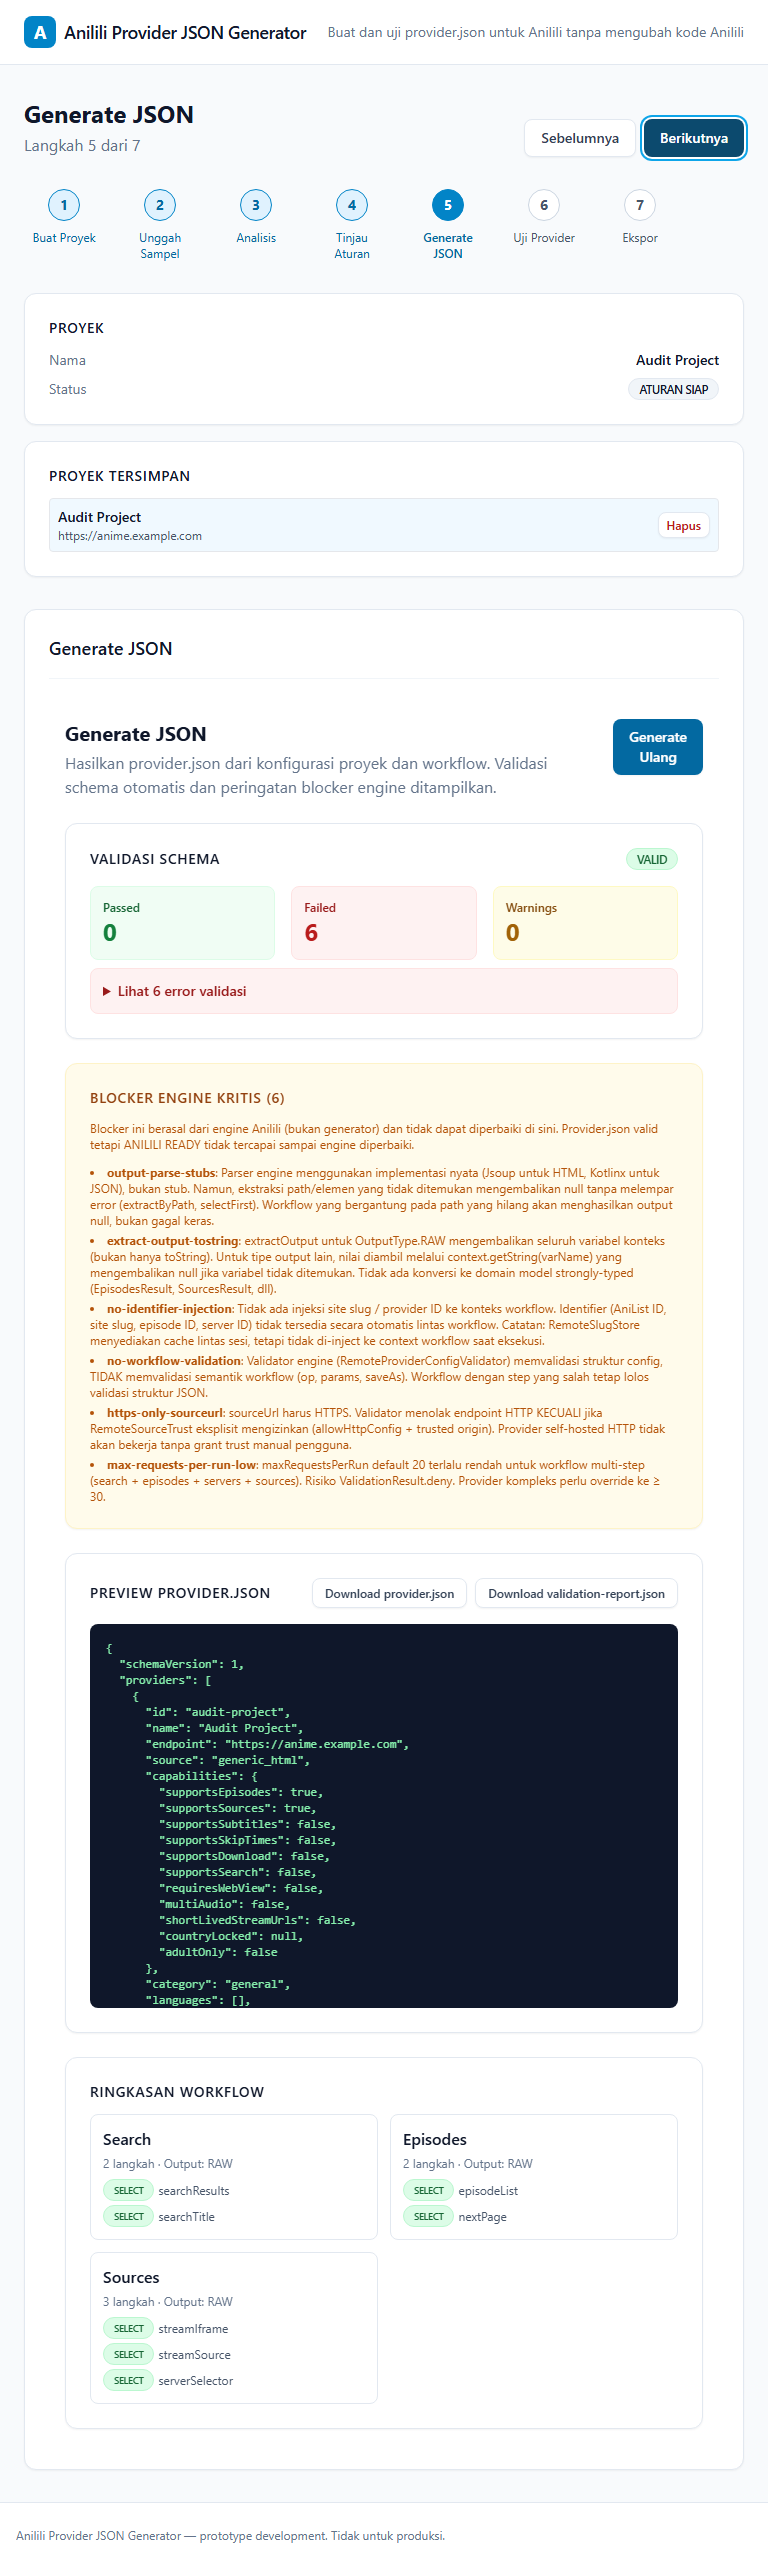 A Anilili Provider JSON Generator Buat dan uji provider.json untuk Anilili tanpa mengubah kode Anilili
Generate JSON
Langkah 5 dari 7
Sebelumnya Berikutnya
1 2 3 4 5 6 7
Buat Proyek Unggah Sampel Analisis Tinjau Aturan Generate JSON Uji Provider Ekspor
PROYEK
Nama Audit Project
Status ATURAN SIAP
PROYEK TERSIMPAN
Audit Project
https://anime.example.com
Hapus
Generate JSON
Generate JSON
Hasilkan provider.json dari konfigurasi proyek dan workflow. Validasi
schema otomatis dan peringatan blocker engine ditampilkan.
Generate
Ulang
VALIDASI SCHEMA VALID
Passed Failed Warnings
0 6 0
▶ Lihat 6 error validasi
BLOCKER ENGINE KRITIS (6)
Blocker ini berasal dari engine Anilili (bukan generator) dan tidak dapat diperbaiki di sini. Provider.json valid
tetapi ANILILI READY tidak tercapai sampai engine diperbaiki.
• output-parse-stubs: Parser engine menggunakan implementasi nyata (Jsoup untuk HTML, Kotlinx untuk
JSON), bukan stub. Namun, ekstraksi path/elemen yang tidak ditemukan mengembalikan null tanpa melempar
error (extractByPath, selectFirst). Workflow yang bergantung pada path yang hilang akan menghasilkan output
null, bukan gagal keras.
• extract-output-tostring: extractOutput untuk OutputType.RAW mengembalikan seluruh variabel konteks
(bukan hanya toString). Untuk tipe output lain, nilai diambil melalui context.getString(varName) yang
mengembalikan null jika variabel tidak ditemukan. Tidak ada konversi ke domain model strongly-typed
(EpisodesResult, SourcesResult, dll).
• no-identifier-injection: Tidak ada injeksi site slug / provider ID ke konteks workflow. Identifier (AniList ID,
site slug, episode ID, server ID) tidak tersedia secara otomatis lintas workflow. Catatan: RemoteSlugStore
menyediakan cache lintas sesi, tetapi tidak di-inject ke context workflow saat eksekusi.
• no-workflow-validation: Validator engine (RemoteProviderConfigValidator) memvalidasi struktur config,
TIDAK memvalidasi semantik workflow (op, params, saveAs). Workflow dengan step yang salah tetap lolos
validasi struktur JSON.
• https-only-sourceurl: sourceUrl harus HTTPS. Validator menolak endpoint HTTP KECUALI jika
RemoteSourceTrust eksplisit mengizinkan (allowHttpConfig + trusted origin). Provider self-hosted HTTP tidak
akan bekerja tanpa grant trust manual pengguna.
• max-requests-per-run-low: maxRequestsPerRun default 20 terlalu rendah untuk workflow multi-step
(search + episodes + servers + sources). Risiko ValidationResult.deny. Provider kompleks perlu override ke ≥
30.
PREVIEW PROVIDER.JSON Download provider.json Download validation-report.json
{
"schemaVersion": 1,
"providers": [
{
"id": "audit-project",
"name": "Audit Project",
"endpoint": "https://anime.example.com",
"source": "generic_html",
"capabilities": {
"supportsEpisodes": true,
"supportsSources": true,
"supportsSubtitles": false,
"supportsSkipTimes": false,
"supportsDownload": false,
"supportsSearch": false,
"requiresWebView": false,
"multiAudio": false,
"shortLivedStreamUrls": false,
"countryLocked": null,
"adultOnly": false
},
"category": "general",
"languages": [],
RINGKASAN WORKFLOW
Search
2 langkah · Output: RAW
SELECT searchResults
SELECT searchTitle
Episodes
2 langkah · Output: RAW
SELECT episodeList
SELECT nextPage
Sources
3 langkah · Output: RAW
SELECT streamIframe
SELECT streamSource
SELECT serverSelector
Anilili Provider JSON Generator — prototype development. Tidak untuk produksi.